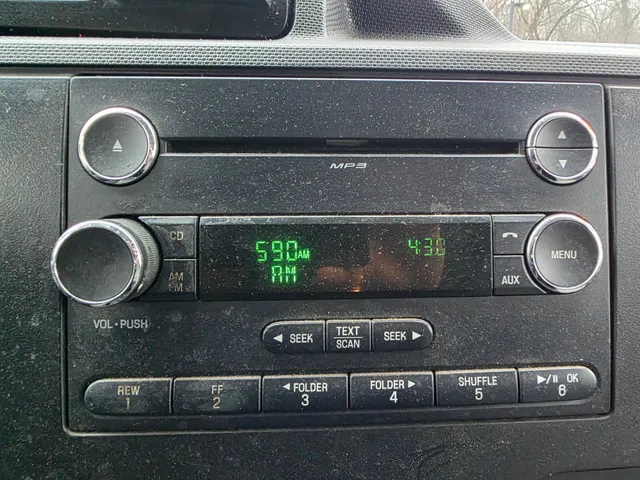 MP3
CD
590AM
4:30
AM
AM
FM
AUX
MENU
VOL • PUSH
◄ SEEK
TEXT
SCAN
SEEK ►
REW
1
FF
2
◄ FOLDER
3
FOLDER ►
4
SHUFFLE
5
►/II OK
6